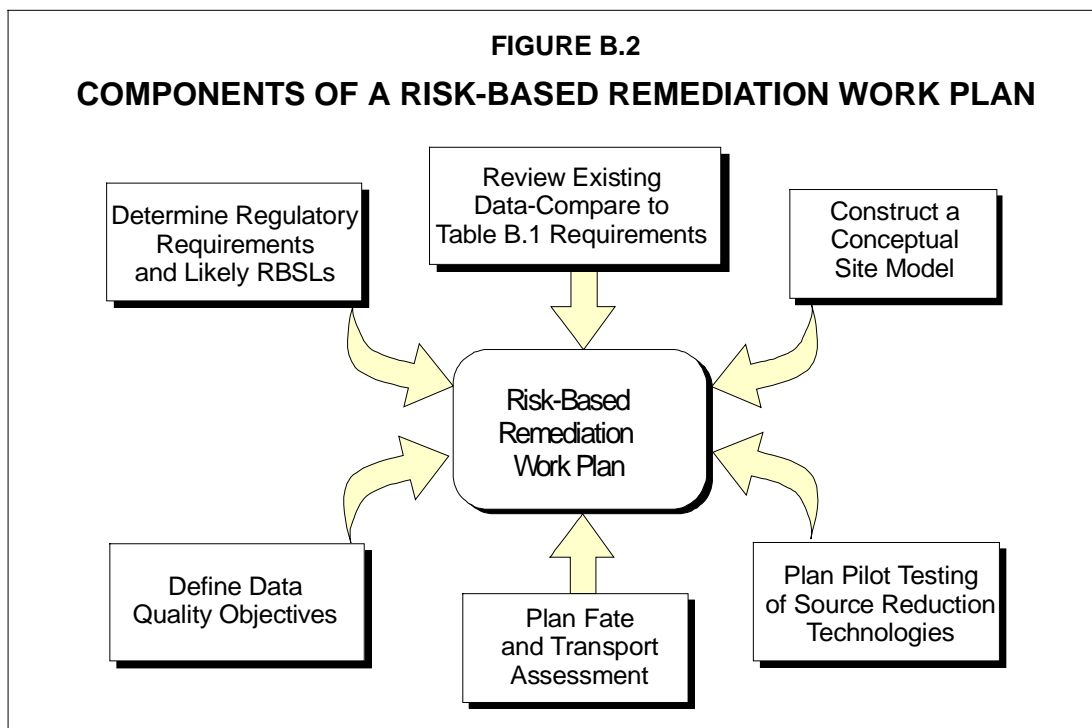 FIGURE B.2
COMPONENTS OF A RISK-BASED REMEDIATION WORK PLAN
Determine Regulatory
Requirements
and Likely RBSLs
Review Existing
Data-Compare to
Table B.1 Requirements
Construct a
Conceptual
Site Model
Risk-Based
Remediation
Work Plan
Define Data
Quality Objectives
Plan Fate
and Transport
Assessment
Plan Pilot Testing
of Source Reduction
Technologies